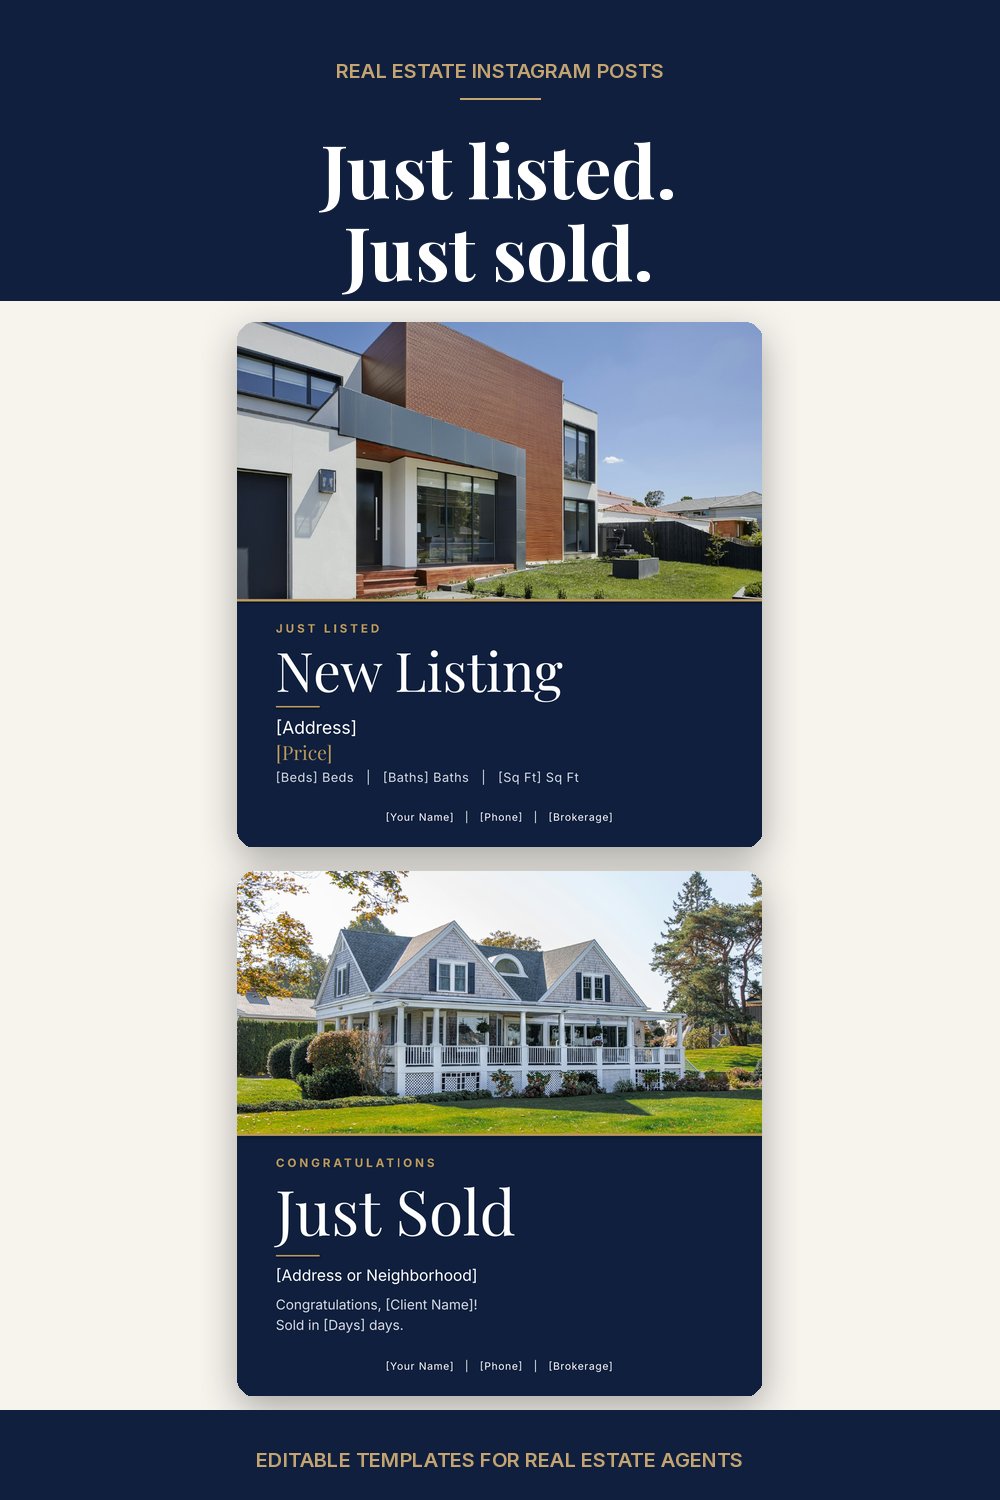 REAL ESTATE INSTAGRAM POSTS
Just listed.
Just sold.
JUST LISTED
New Listing
[Address]
[Price]
[Beds] Beds | [Baths] Baths | [Sq Ft] Sq Ft
[Your Name] | [Phone] | [Brokerage]
CONGRATULATIONS
Just Sold
[Address or Neighborhood]
Congratulations, [Client Name]!
Sold in [Days] days.
[Your Name] | [Phone] | [Brokerage]
EDITABLE TEMPLATES FOR REAL ESTATE AGENTS